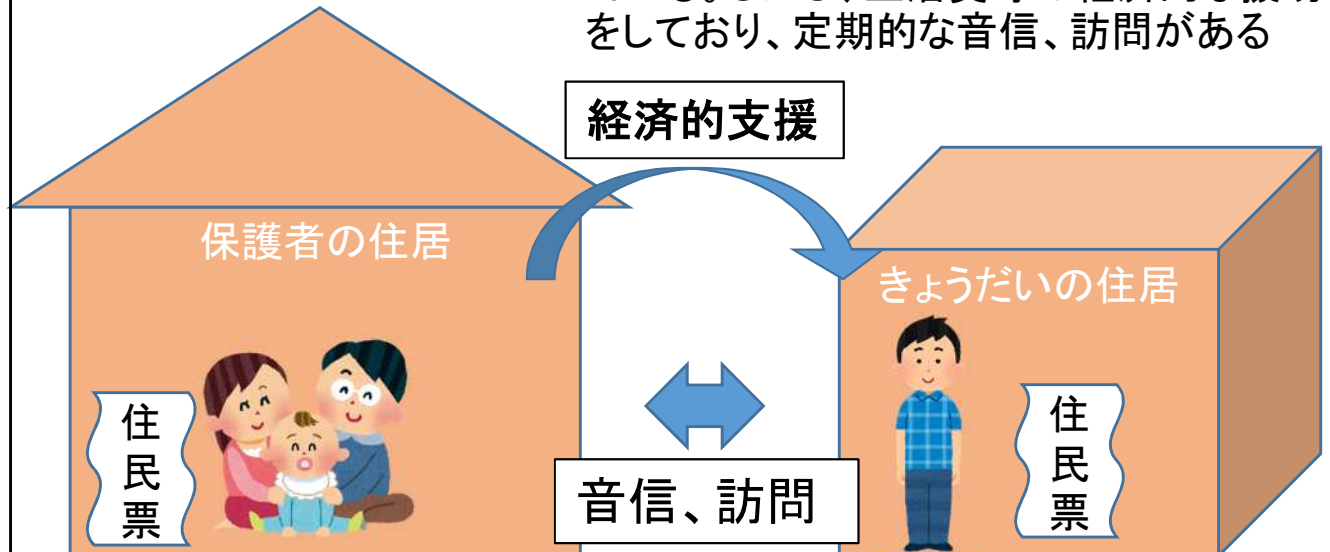 をしており、定期的な音信、訪問がある
経済的支援
保護者の住居
きょうだいの住居
住民票
住民票
音信、訪問